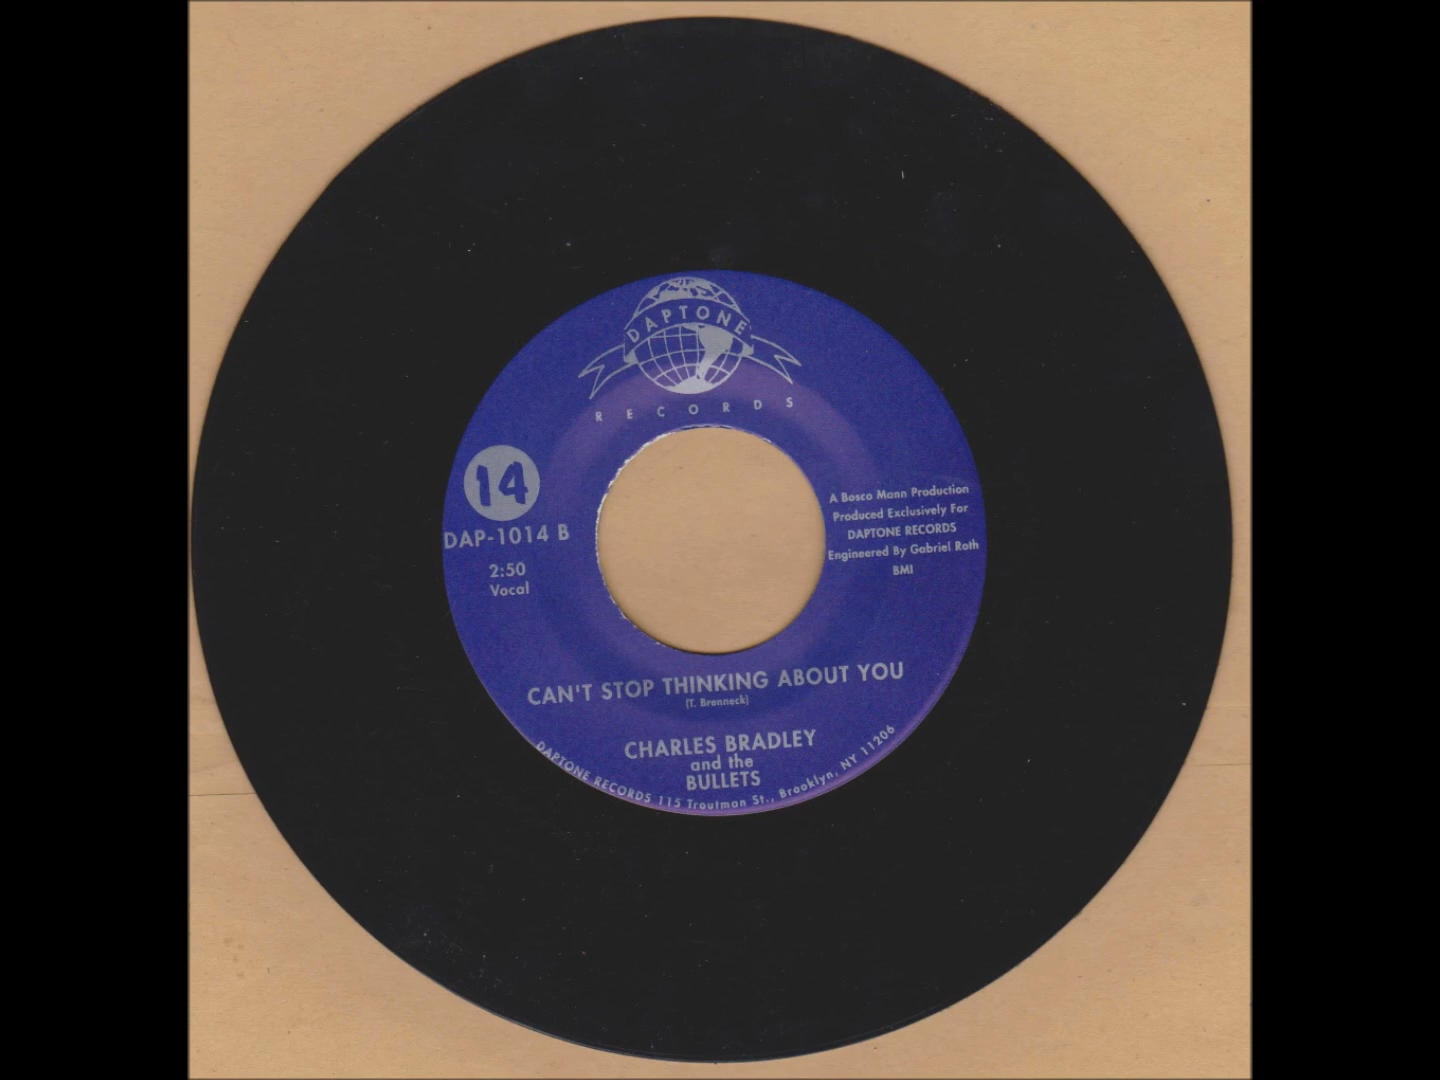 DAPTONE
RECORDS
14
DAP-1014 B
2:50
Vocal
A Bosco Mann Production
Produced Exclusively For
DAPTONE RECORDS
Engineered By Gabriel Roth
BMI
CAN'T STOP THINKING ABOUT YOU
(T. Brenneck)
CHARLES BRADLEY
and the
BULLETS
DAPTONE RECORDS 115 Troutman St., Brooklyn, NY 11206